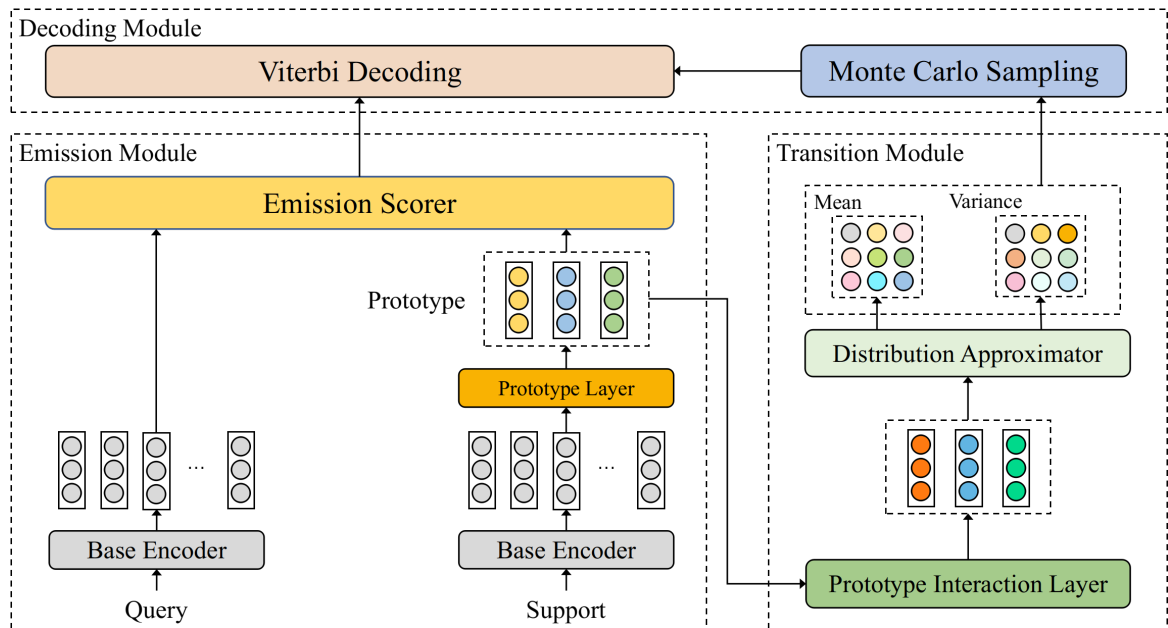 Decoding Module
Viterbi Decoding
Monte Carlo Sampling
Emission Module
Emission Scorer
Prototype
Prototype Layer
...
...
Base Encoder
Base Encoder
Query
Support
Transition Module
Mean
Variance
Distribution Approximator
Prototype Interaction Layer